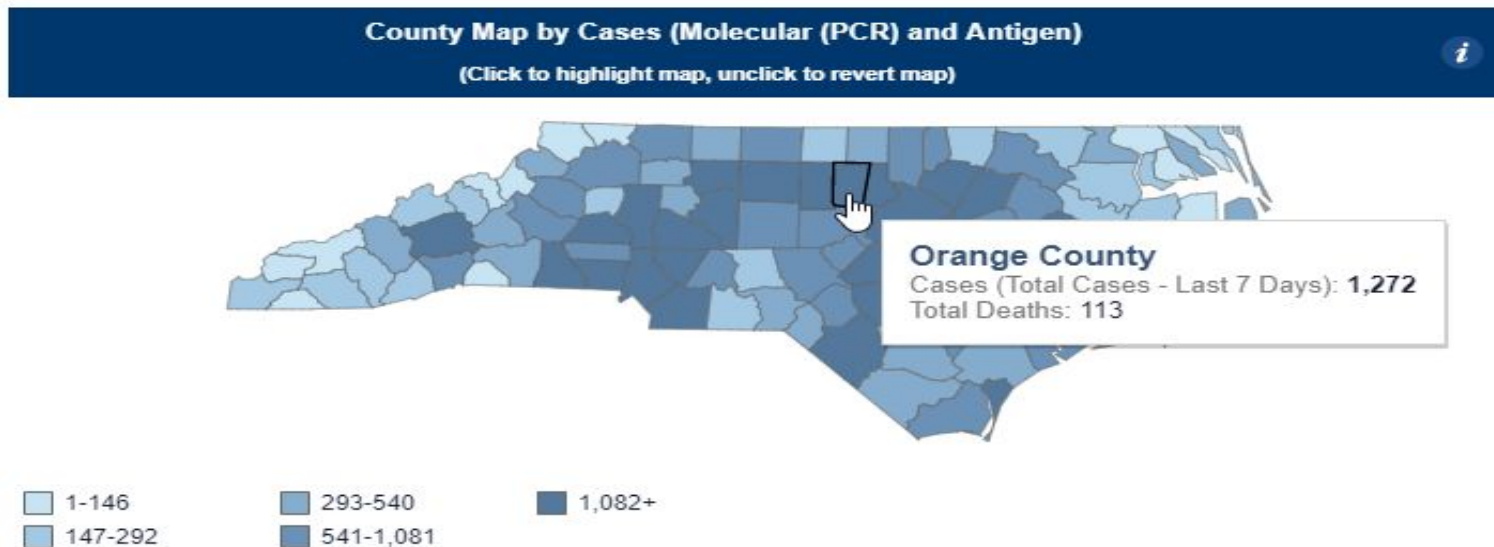 County Map by Cases (Molecular (PCR) and Antigen)
(Click to highlight map, unclick to revert map)
i
Orange County
Cases (Total Cases - Last 7 Days): 1,272
Total Deaths: 113
1-146
293-540
1,082+
147-292
541-1,081